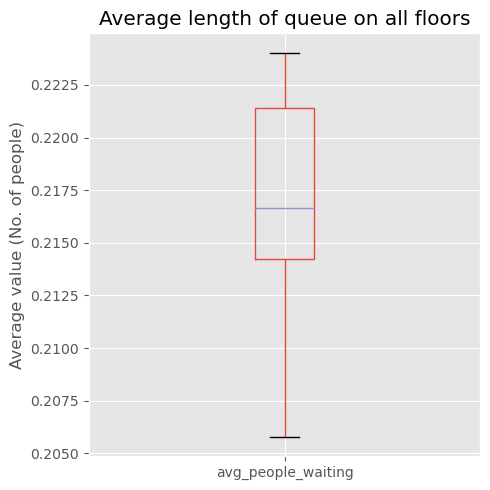 Average length of queue on all floors
Average value (No. of people)
0.2225
0.2200
0.2175
0.2150
0.2125
0.2100
0.2075
0.2050
avg_people_waiting